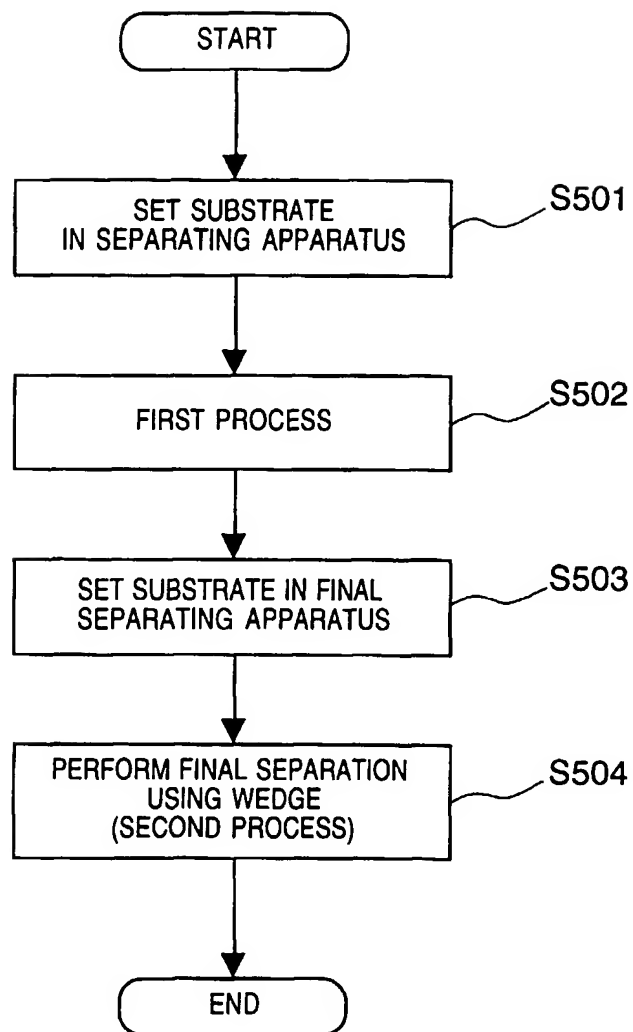 START
SET SUBSTRATE
IN SEPARATING APPARATUS
S501
FIRST PROCESS
S502
SET SUBSTRATE IN FINAL
SEPARATING APPARATUS
S503
PERFORM FINAL SEPARATION
USING WEDGE
(SECOND PROCESS)
S504
END